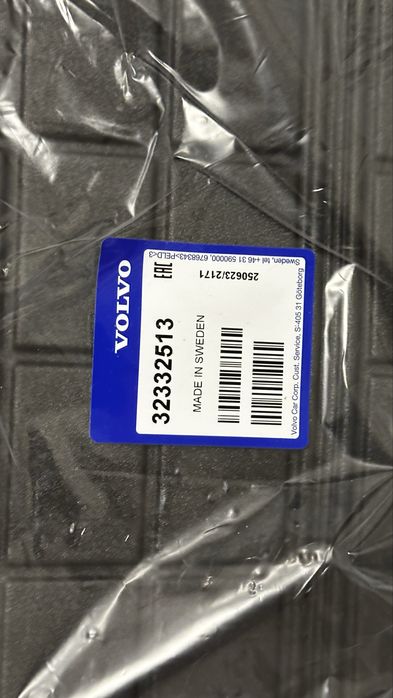 VOLVO
32332513
EAC
MADE IN SWEDEN
250623/2171
Volvo Car Corp. Cust. Service, S-405 31 Göteborg
Sweden, tel +46 31 590000, 6768343>PELD<3